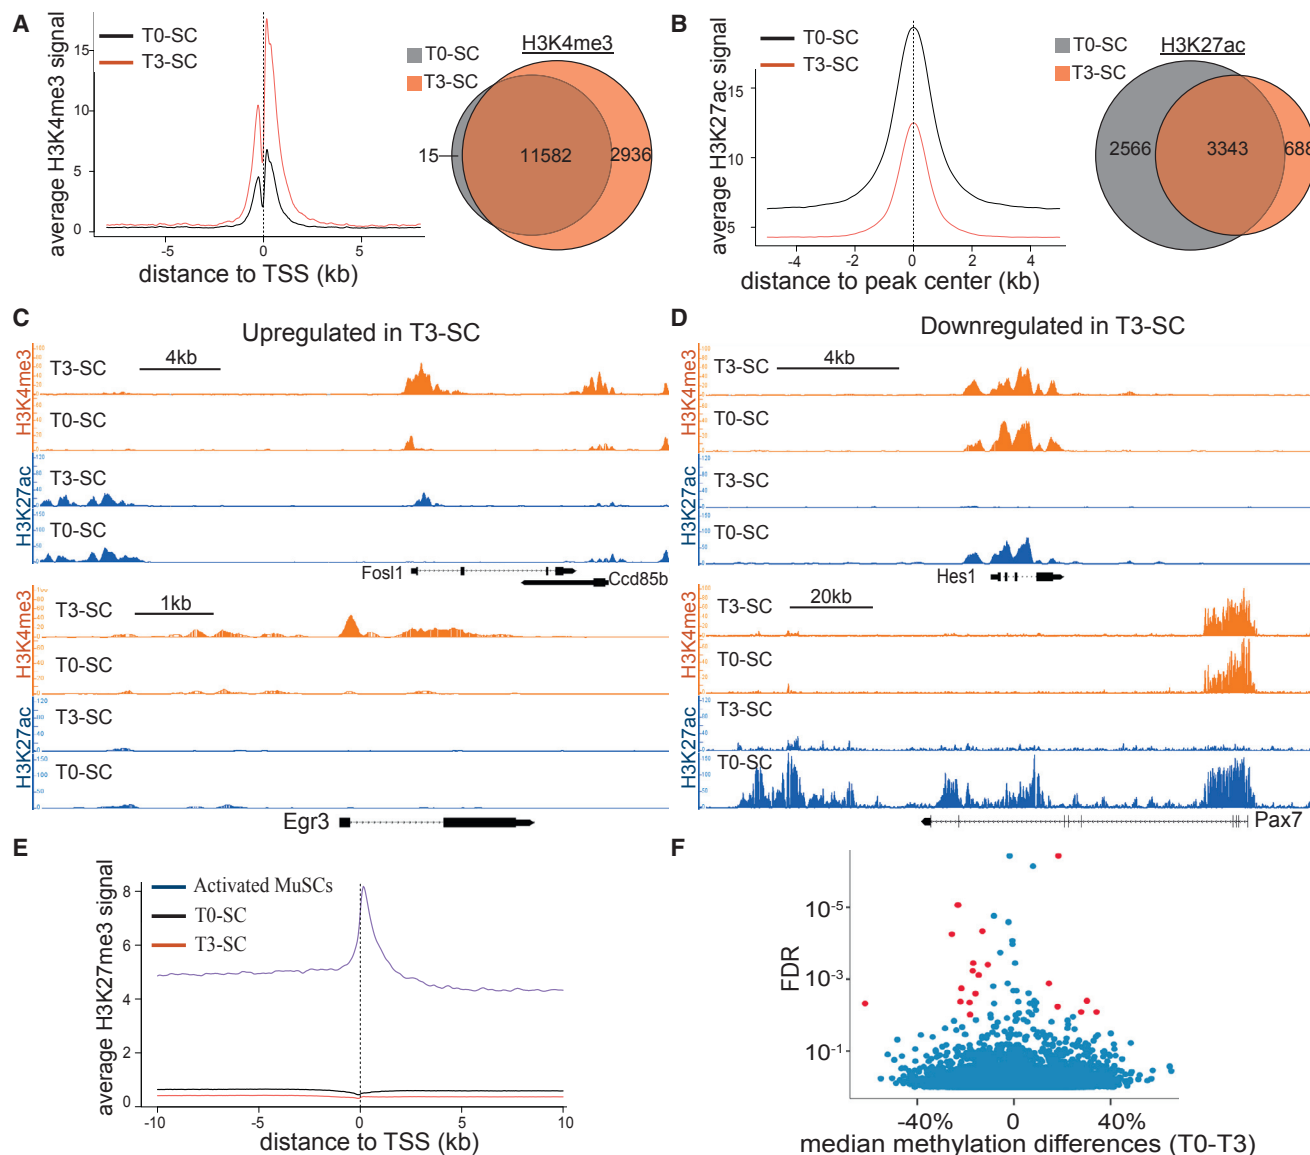 A
average H3K4me3 signal
15
10
5
0
T0-SC
T3-SC
-5
0
5
distance to TSS (kb)
H3K4me3
T0-SC
T3-SC
15
11582
2936
B
average H3K27ac signal
15
10
5
T0-SC
T3-SC
-4
-2
0
2
4
distance to peak center (kb)
H3K27ac
T0-SC
T3-SC
2566
3343
688
C
Upregulated in T3-SC
H3K4me3
T3-SC
4kb
T0-SC
H3K27ac
T3-SC
T0-SC
Fosl1
Ccd85b
H3K4me3
T3-SC
1kb
T0-SC
H3K27ac
T3-SC
T0-SC
Egr3
D
Downregulated in T3-SC
H3K4me3
T3-SC
4kb
T0-SC
H3K27ac
T3-SC
T0-SC
Hes1
H3K4me3
T3-SC
20kb
T0-SC
H3K27ac
T3-SC
T0-SC
Pax7
E
average H3K27me3 signal
8
6
4
2
0
Activated MuSCs
T0-SC
T3-SC
-10
-5
0
5
10
distance to TSS (kb)
F
FDR
10-5
10-3
10-1
-40%
0
40%
median methylation differences (T0-T3)